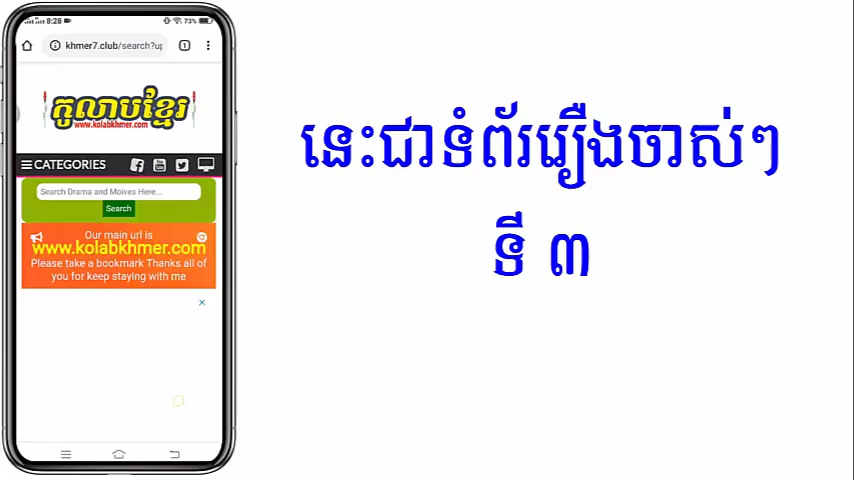 8:28
73%
khmer7.club/search?up
1
កូលាបខ្មែរ
www.kolabkhmer.com
CATEGORIES
Search Drama and Moives Here...
Search
Our main url is
www.kolabkhmer.com
Please take a bookmark Thanks all of
you for keep staying with me
នេះជាទំព័ររឿងចាស់ៗ
ទី ៣